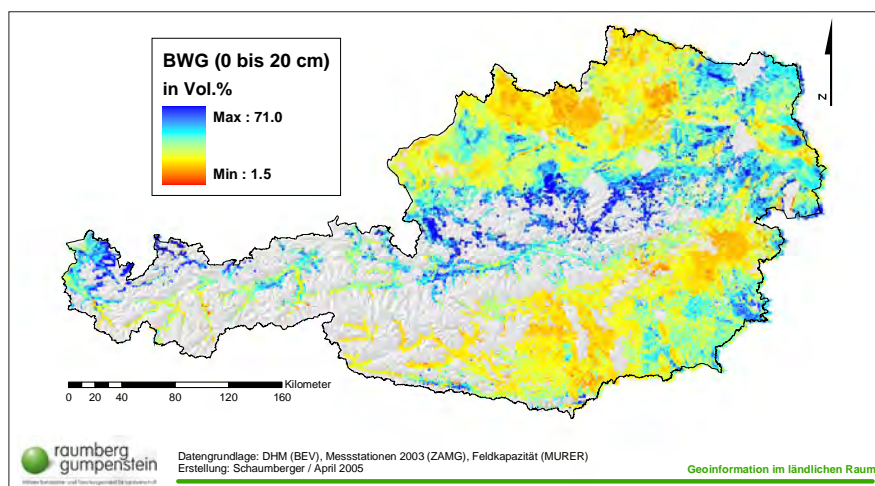 BWG (0 bis 20 cm)
in Vol.%
Max : 71.0
Min : 1.5
N
Kilometer
0 20 40 80 120 160
raumberg
gumpenstein
Datengrundlage: DHM (BEV), Messstationen 2003 (ZAMG), Feldkapazität (MURER)
Erstellung: Schaumberger / April 2005
Geoinformation im ländlichen Raum